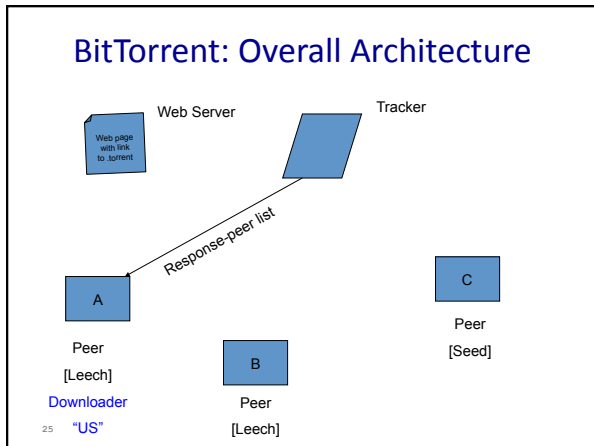 BitTorrent: Overall Architecture
Web Server
Tracker
Web page
with link
to .torrent
Response-peer list
A
C
Peer
[Leech]
Downloader
"US"
B
Peer
[Leech]
Peer
[Seed]
25